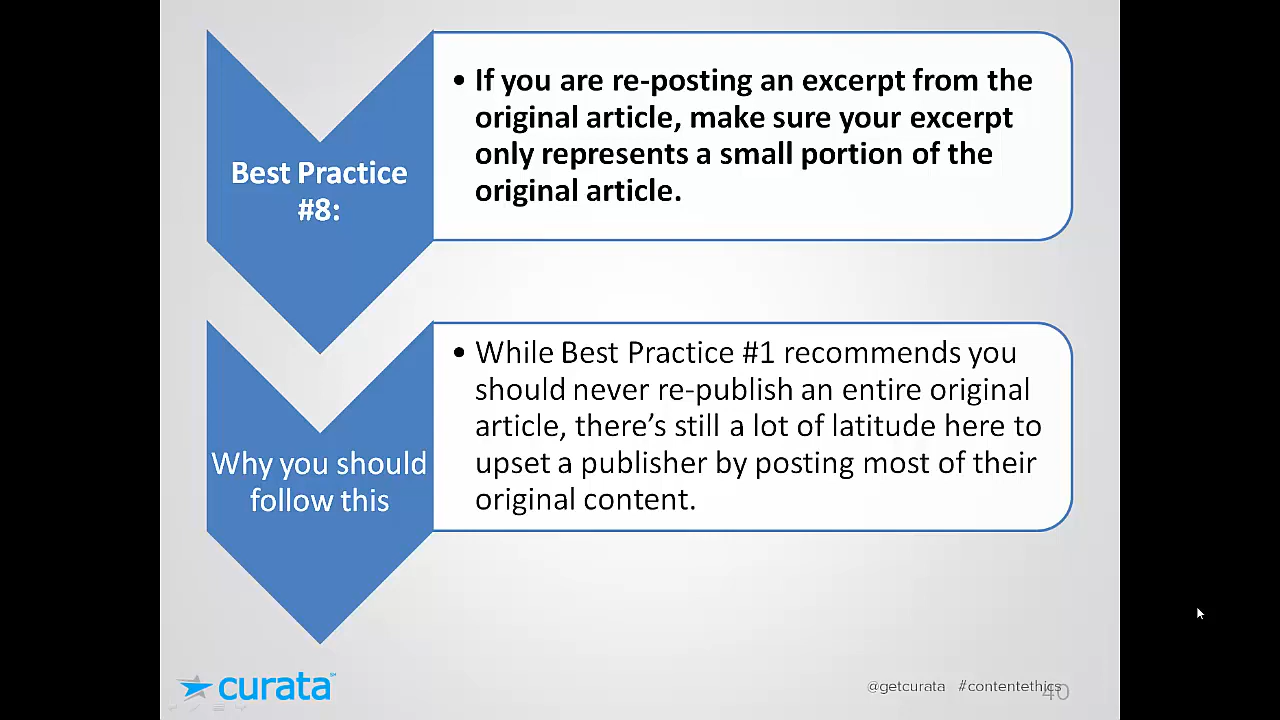 Best Practice
#8:
• If you are re-posting an excerpt from the
original article, make sure your excerpt
only represents a small portion of the
original article.
Why you should
follow this
• While Best Practice #1 recommends you
should never re-publish an entire original
article, there’s still a lot of latitude here to
upset a publisher by posting most of their
original content.
curata
@getcurata #contentethics
40